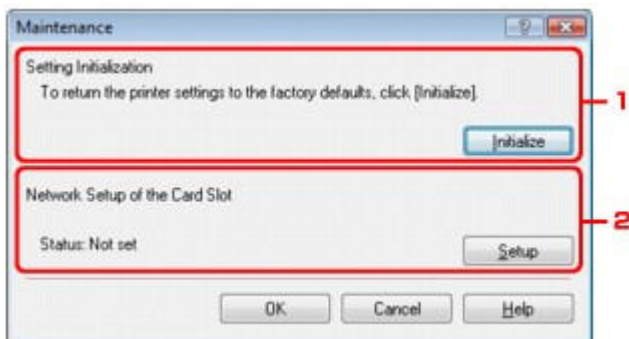 Maintenance
Setting Initialization
To return the printer settings to the factory defaults, click [Initialize].
1
Initialize
Network Setup of the Card Slot
2
Status: Not set
Setup
OK Cancel Help